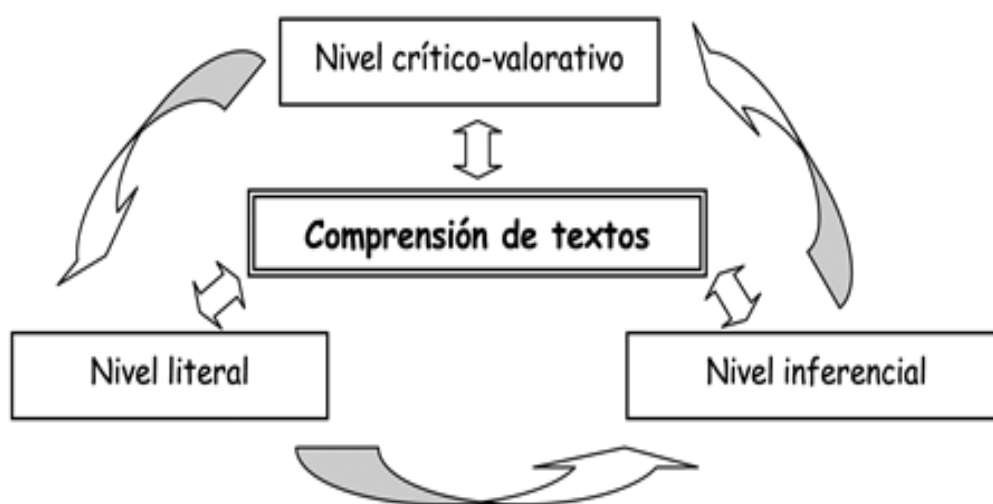 Nivel crítico-valorativo
Comprensión de textos
Nivel literal
Nivel inferencial